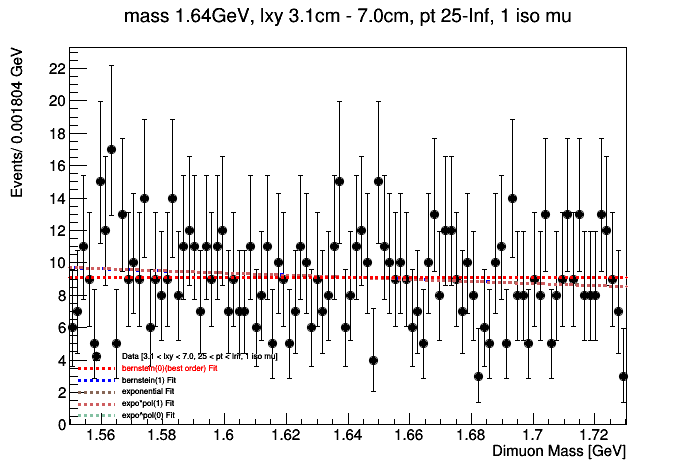 mass 1.64GeV, lxy 3.1cm - 7.0cm, pt 25-Inf, 1 iso mu
Events/ 0.001804 GeV
22
20
18
16
14
12
10
8
6
4
2
0
Data [3.1 < lxy < 7.0, 25 < pt < Inf, 1 iso mu]
bernstein(0)(best order) Fit
bernstein(1) Fit
exponential Fit
expo*pol(1) Fit
expo*pol(0) Fit
1.56 1.58 1.6 1.62 1.64 1.66 1.68 1.7 1.72
Dimuon Mass [GeV]